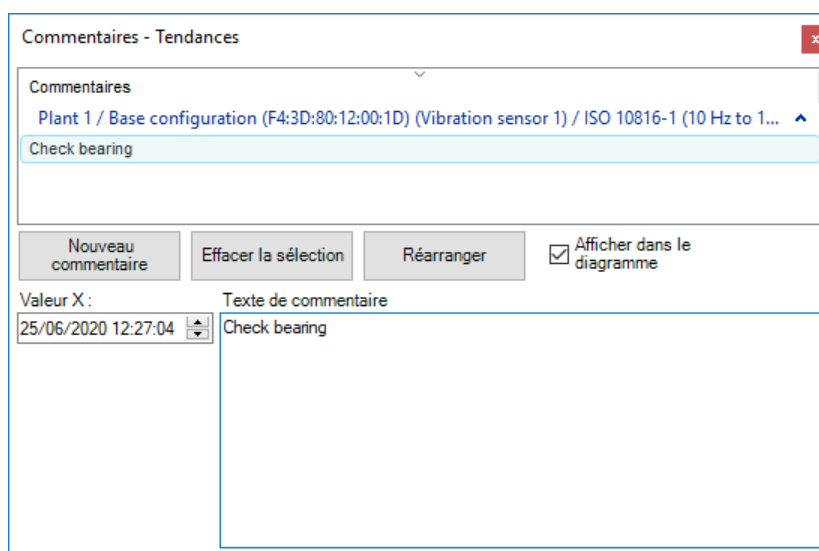 Commentaires - Tendances
x
Commentaires
Plant 1 / Base configuration (F4:3D:80:12:00:1D) (Vibration sensor 1) / ISO 10816-1 (10 Hz to 1...
Check bearing
Nouveau
commentaire
Effacer la sélection
Réarranger
Afficher dans le
diagramme
Valeur X :
Texte de commentaire
25/06/2020 12:27:04
Check bearing